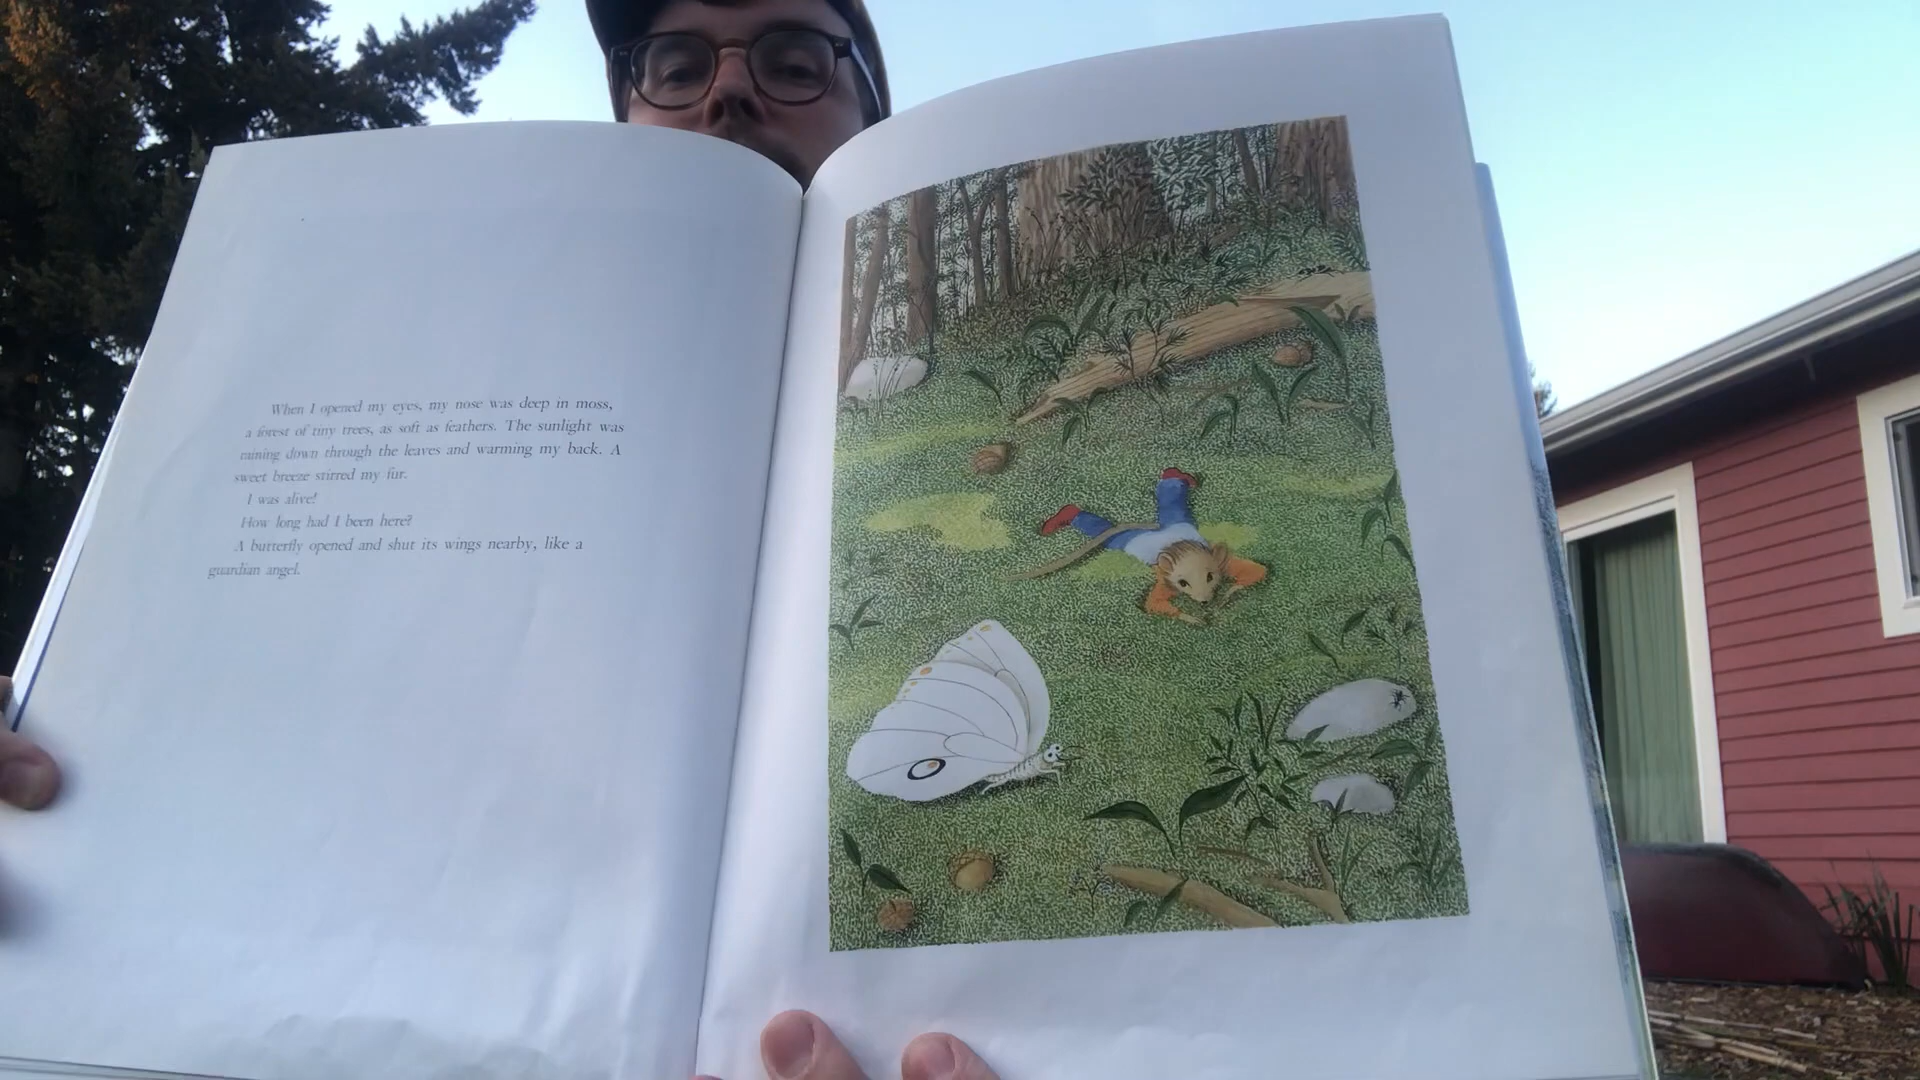 When I opened my eyes, my nose was deep in moss,
a forest of tiny trees, as soft as feathers. The sunlight was
raining down through the leaves and warming my back. A
sweet breeze stirred my fur.
I was alive!
How long had I been here?
A butterfly opened and shut its wings nearby, like a
guardian angel.